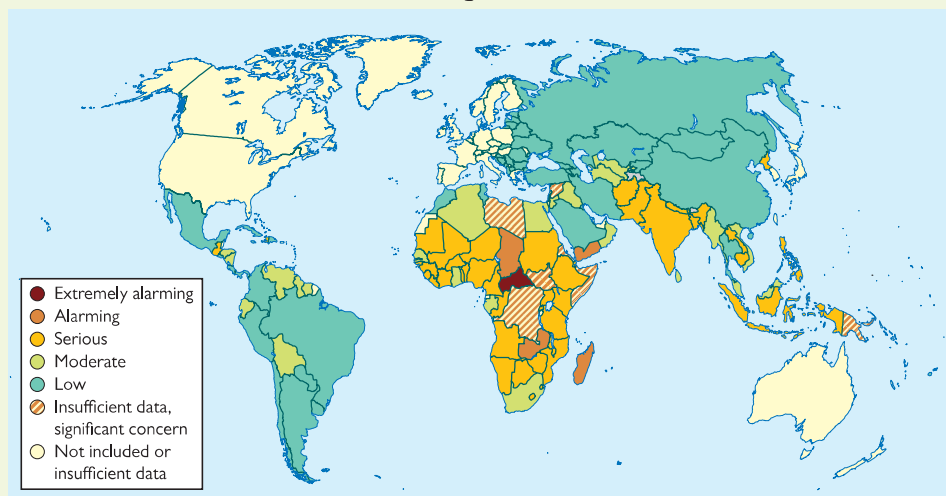 Extremely alarming
Alarming
Serious
Moderate
Low
Insufficient data,
significant concern
Not included or
insufficient data